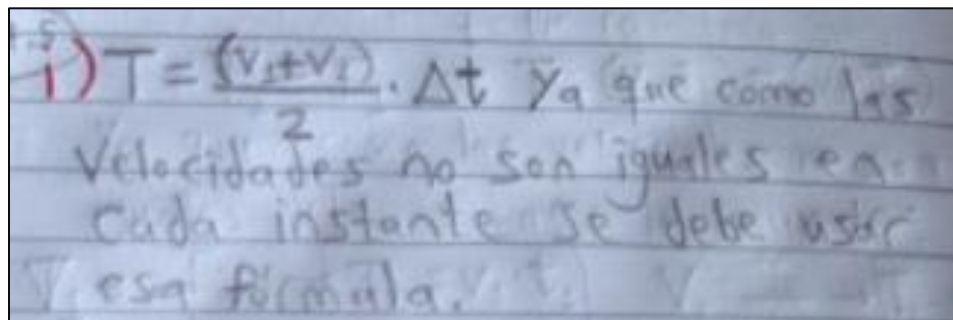 i) T = (v₁+v₁)/2 . Δt ya que como las
velocidades no son iguales en
cada instante se debe usar
esa fórmula.